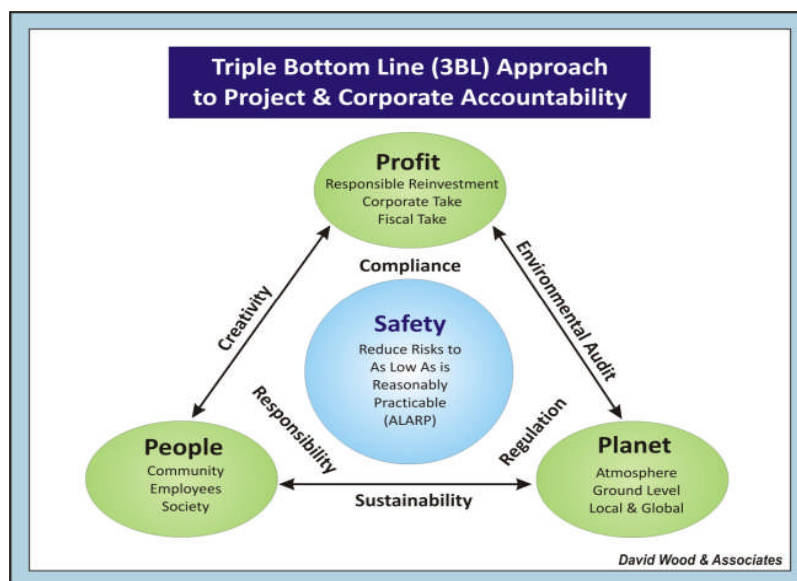 Triple Bottom Line (3BL) Approach
to Project & Corporate Accountability
Profit
Responsible Reinvestment
Corporate Take
Fiscal Take
Compliance
Creativity
Environmental Audit
Safety
Reduce Risks to
As Low As is
Reasonably
Practicable
(ALARP)
Responsibility
Regulation
People
Community
Employees
Society
Sustainability
Planet
Atmosphere
Ground Level
Local & Global
David Wood & Associates